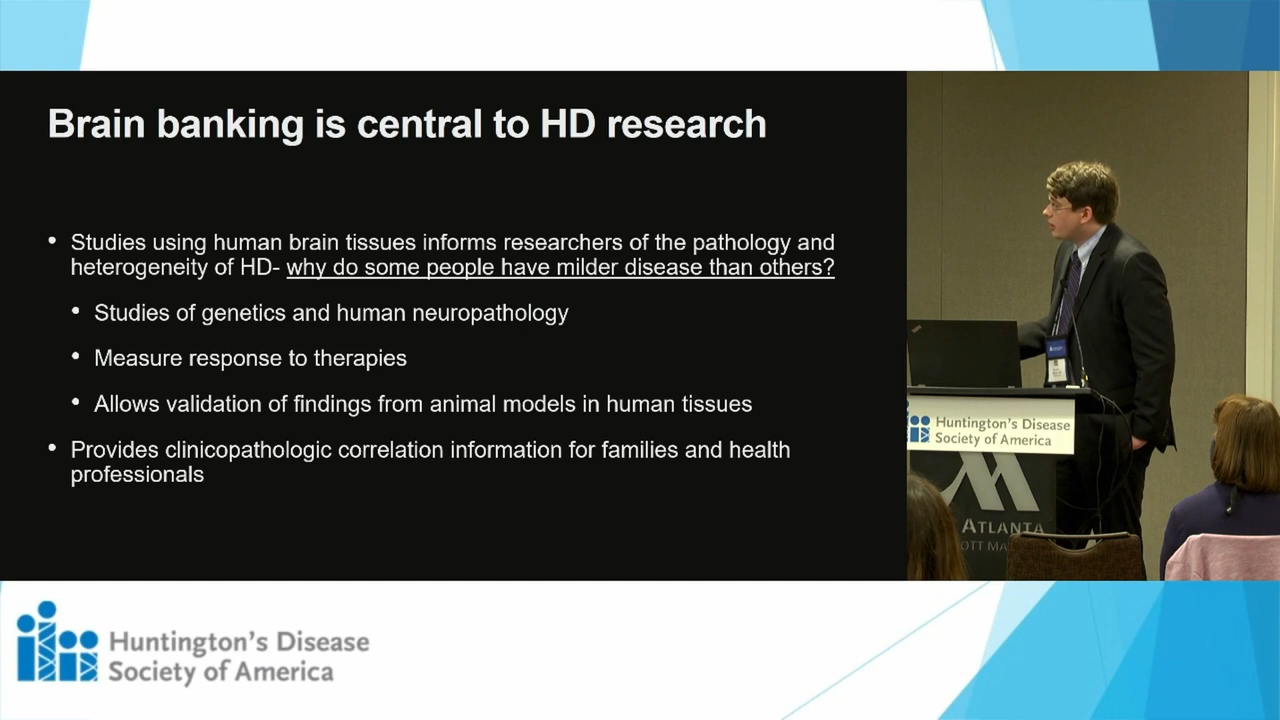 Brain banking is central to HD research
• Studies using human brain tissues informs researchers of the pathology and
heterogeneity of HD- why do some people have milder disease than others?
• Studies of genetics and human neuropathology
• Measure response to therapies
• Allows validation of findings from animal models in human tissues
• Provides clinicopathologic correlation information for families and health
professionals
Huntington's Disease
Society of America
ATLANTA
Huntington's Disease
Society of America